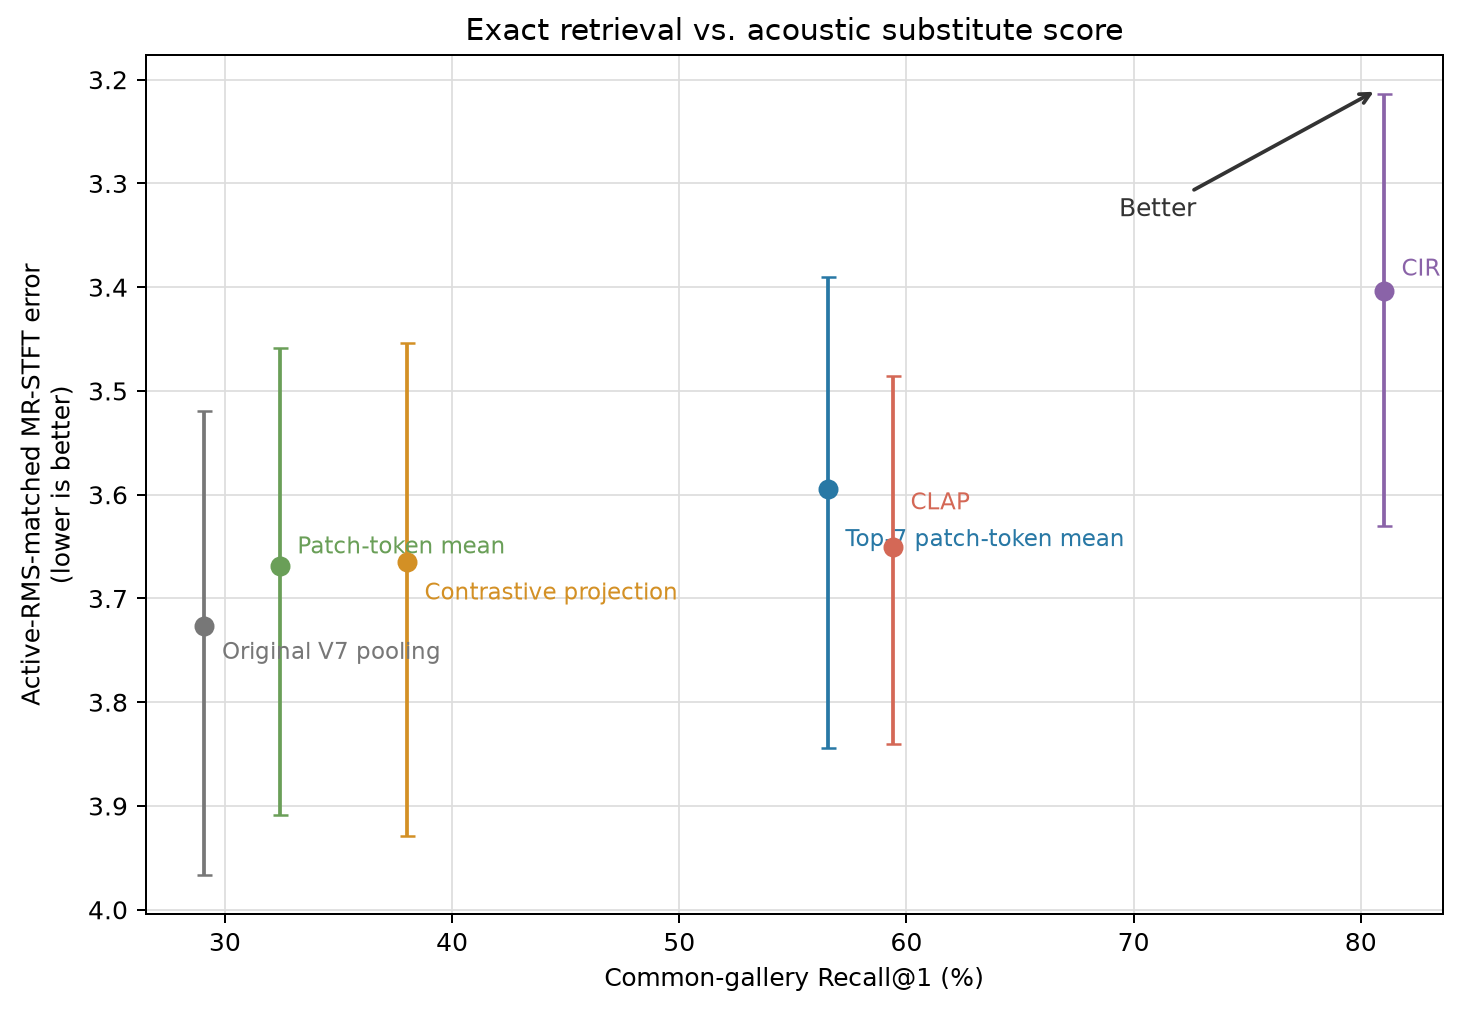 Exact retrieval vs. acoustic substitute score
Active-RMS-matched MR-STFT error
(lower is better)
3.2
3.3
3.4
3.5
3.6
3.7
3.8
3.9
4.0
Better
CIR
CLAP
Top-7 patch-token mean
Patch-token mean
Contrastive projection
Original V7 pooling
30
40
50
60
70
80
Common-gallery Recall@1 (%)